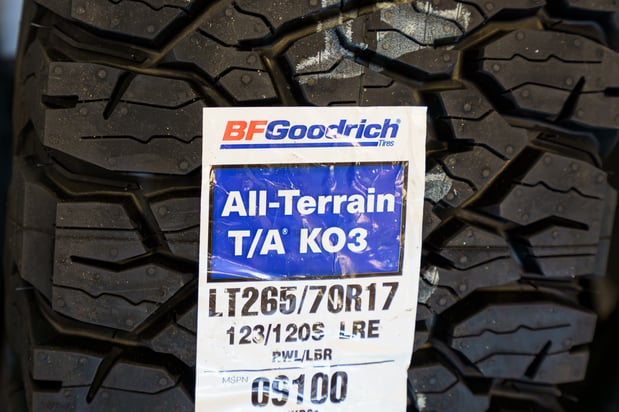 BFGoodrich®
Tires
All-Terrain
T/A® KO3
LT265/70R17
123/120S LRE
RWL/LBR
MSPN
09100